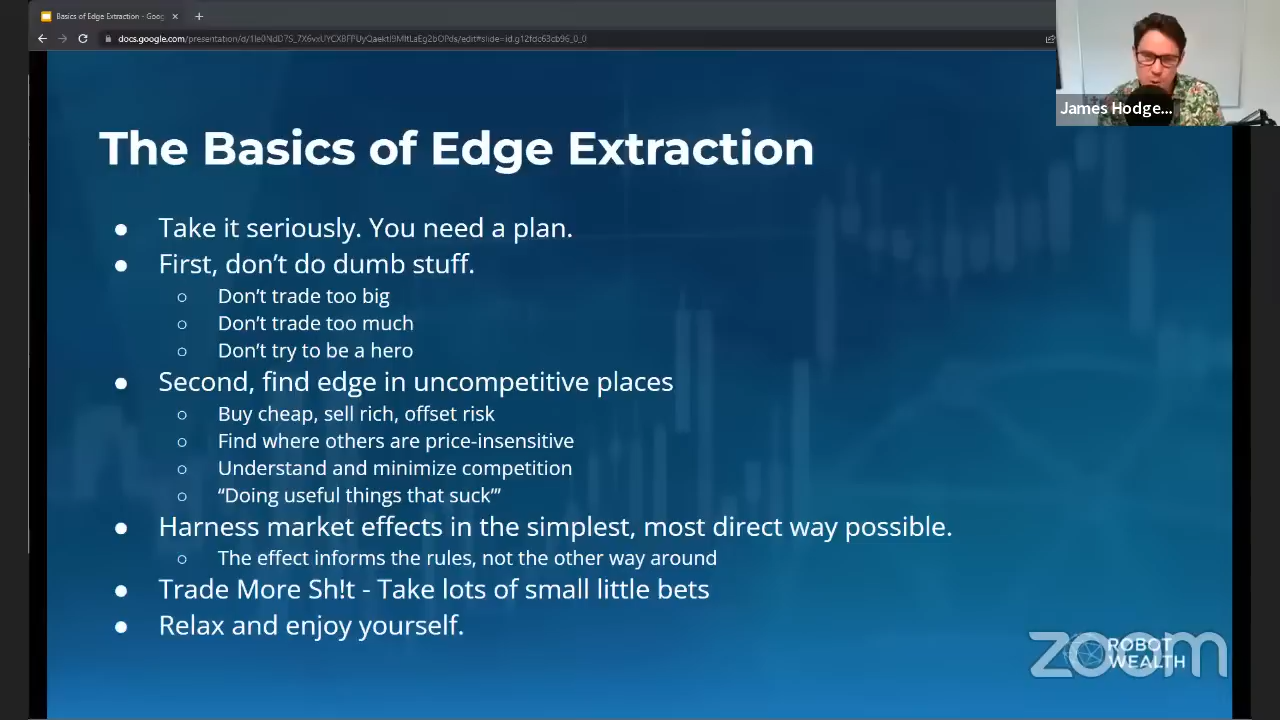 Basics of Edge Extraction - Goog
docs.google.com/presentation/d/
James Hodge...
The Basics of Edge Extraction
● Take it seriously. You need a plan.
● First, don’t do dumb stuff.
○ Don’t trade too big
○ Don’t trade too much
○ Don’t try to be a hero
● Second, find edge in uncompetitive places
○ Buy cheap, sell rich, offset risk
○ Find where others are price-insensitive
○ Understand and minimize competition
○ “Doing useful things that suck”’
● Harness market effects in the simplest, most direct way possible.
○ The effect informs the rules, not the other way around
● Trade More Sh!t - Take lots of small little bets
● Relax and enjoy yourself.
zoom
ROBOT
WEALTH